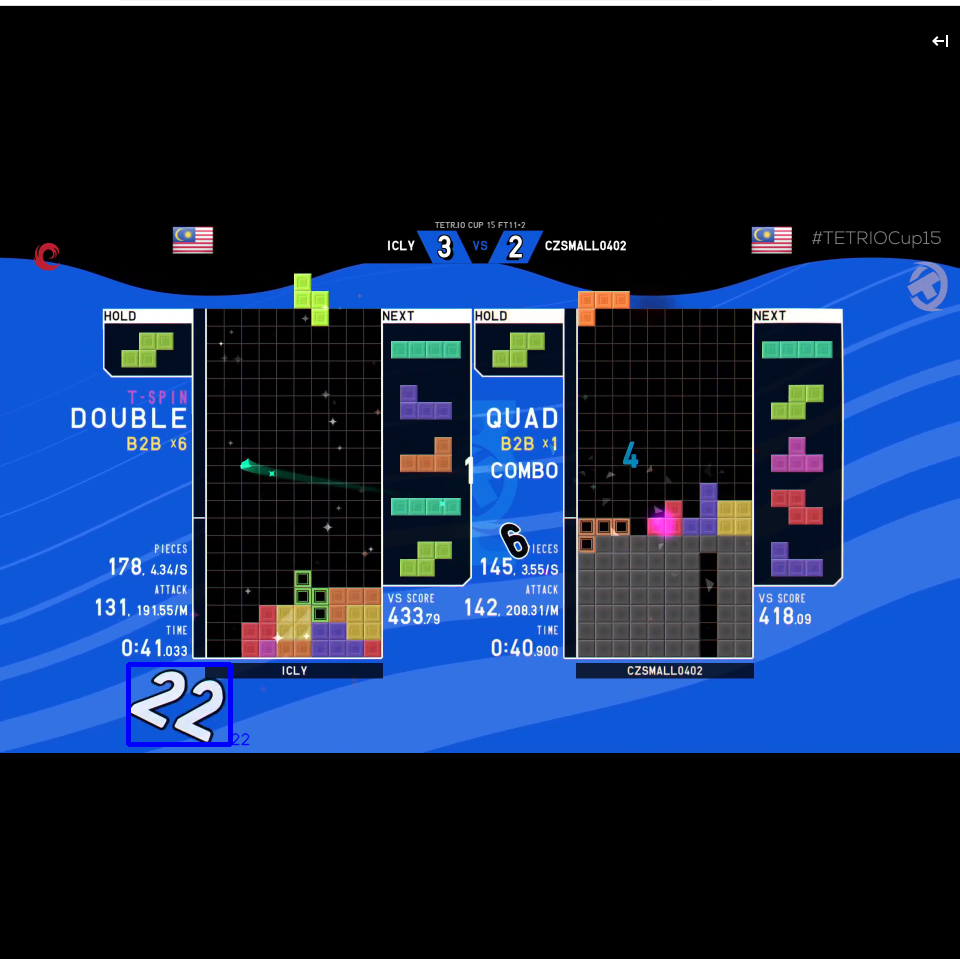 TETR.IO CUP 15 FT11-2
ICLY 3 VS 2 CZSMALL0402
#TETRIOCup15
HOLD
NEXT
T-SPIN
DOUBLE
B2B ×6
PIECES
178, 4.34/S
ATTACK
131, 191.55/M
TIME
0:41.033
VS SCORE
433.79
ICLY
22
22
HOLD
NEXT
QUAD
B2B ×1
1 COMBO
4
6
PIECES
145, 3.55/S
ATTACK
142, 208.31/M
TIME
0:40.900
VS SCORE
418.09
CZSMALL0402